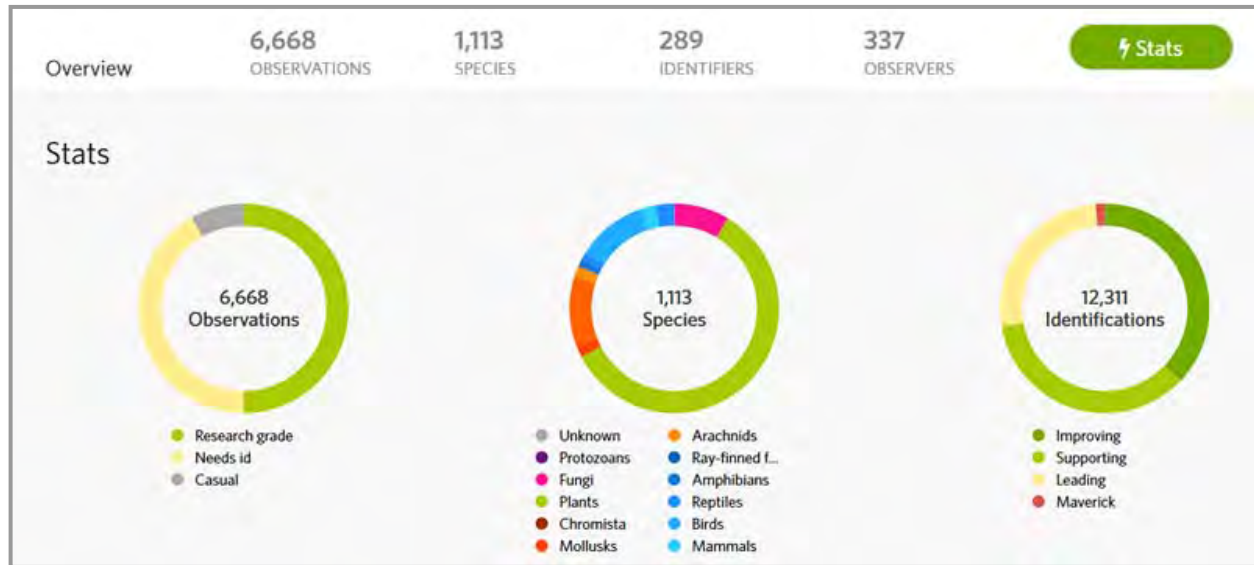 Overview
6,668
OBSERVATIONS
1,113
SPECIES
289
IDENTIFIERS
337
OBSERVERS
Stats
Stats
6,668
Observations
Research grade
Needs id
Casual
1,113
Species
Unknown
Protozoans
Fungi
Plants
Chromista
Mollusks
Arachnids
Ray-finned f...
Amphibians
Reptiles
Birds
Mammals
12,311
Identifications
Improving
Supporting
Leading
Maverick